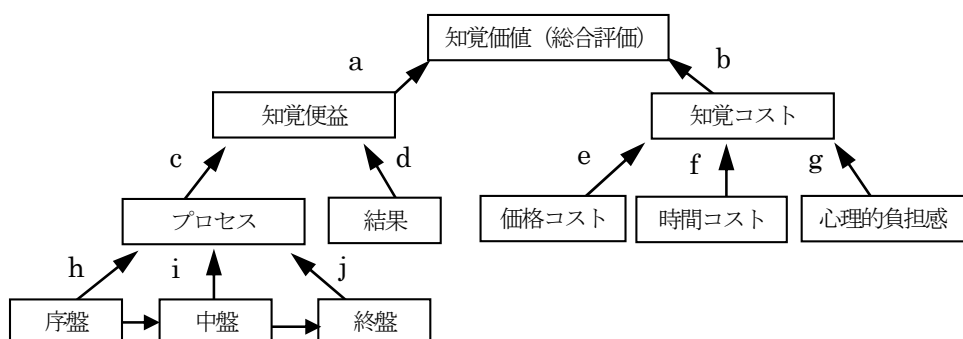 知覚価値（総合評価）
a
b
知覚便益
知覚コスト
c
d
e
f
g
プロセス
結果
価格コスト
時間コスト
心理的負担感
h
i
j
序盤
中盤
終盤